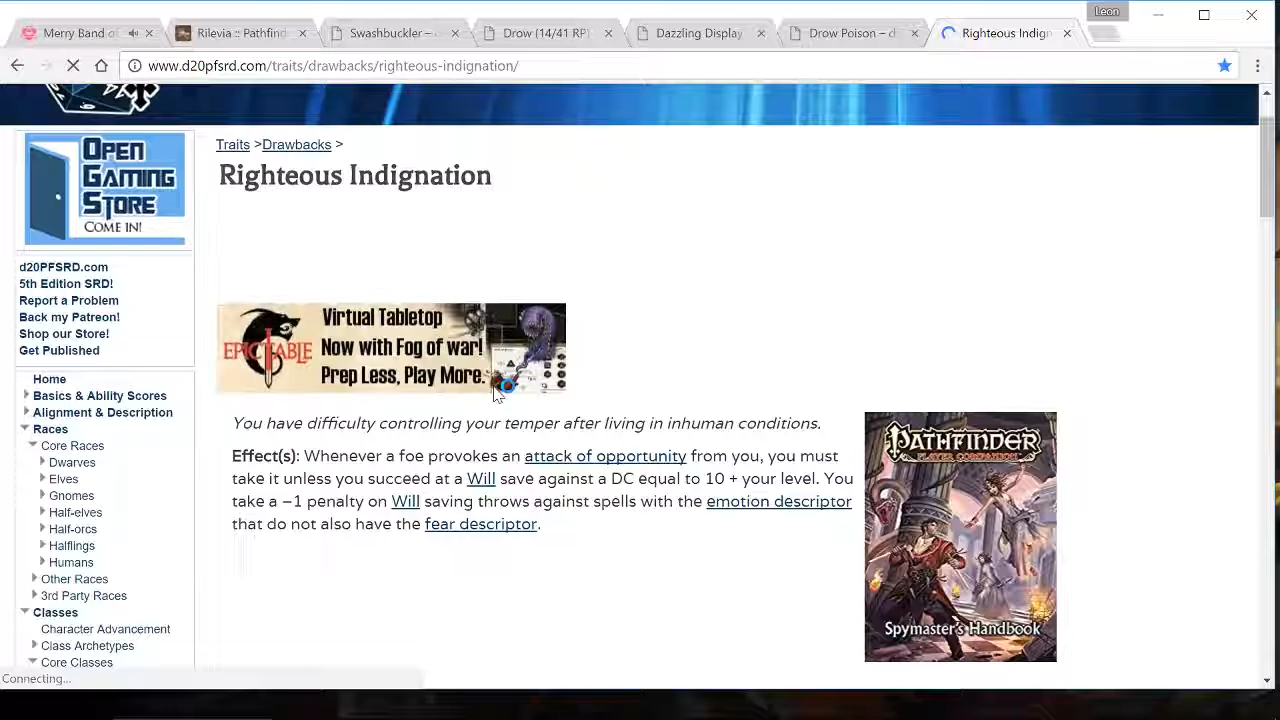 Leon
Merry Band o
Rilevia :: Pathfind
Swashbuckler –
Drow (14/41 RP)
Dazzling Display
Drow Poison – d
Righteous Indign
www.d20pfsrd.com/traits/drawbacks/righteous-indignation/
OPEN
GAMING
STORE
COME IN!
Traits >Drawbacks >
Righteous Indignation
d20PFSRD.com
5th Edition SRD!
Report a Problem
Back my Patreon!
Shop our Store!
Get Published
Home
Basics & Ability Scores
Alignment & Description
Races
Core Races
Dwarves
Elves
Gnomes
Half-elves
Half-orcs
Halflings
Humans
Other Races
3rd Party Races
Classes
Character Advancement
Class Archetypes
Core Classes
EPICTABLE
Virtual Tabletop
Now with Fog of war!
Prep Less, Play More.
You have difficulty controlling your temper after living in inhuman conditions.
Effect(s): Whenever a foe provokes an attack of opportunity from you, you must
take it unless you succeed at a Will save against a DC equal to 10 + your level. You
take a −1 penalty on Will saving throws against spells with the emotion descriptor
that do not also have the fear descriptor.
PATHFINDER
PLAYER COMPANION
Spymaster's Handbook
Connecting...